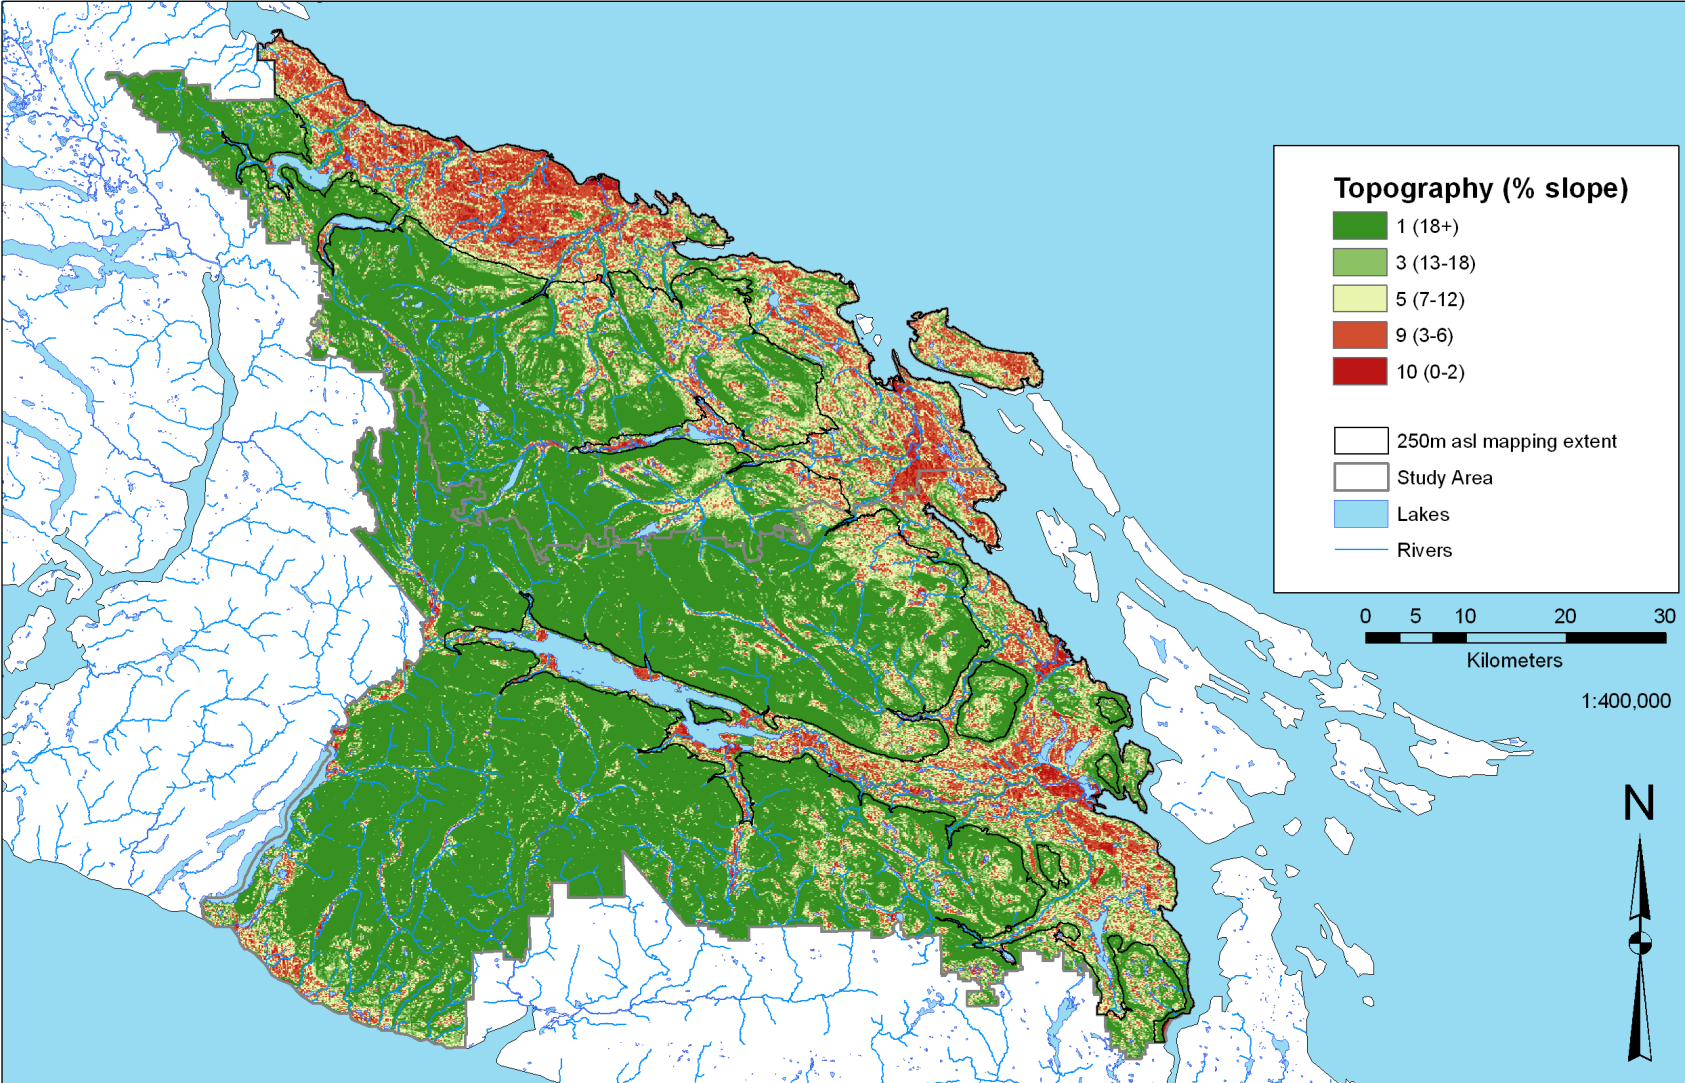 Topography (% slope)
1 (18+)
3 (13-18)
5 (7-12)
9 (3-6)
10 (0-2)
250m asl mapping extent
Study Area
Lakes
Rivers
0 5 10 20 30
Kilometers
1:400,000
N